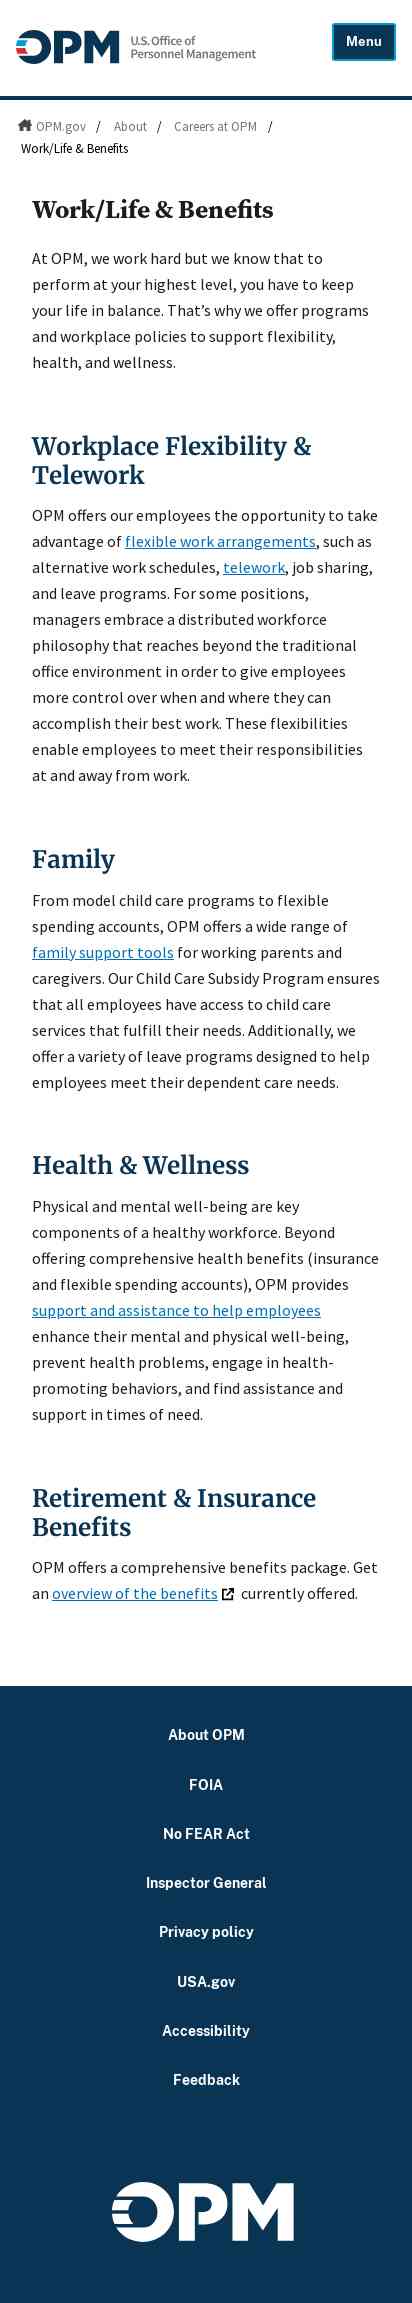 OPM U.S. Office of
Personnel Management
Menu
OPM.gov / About / Careers at OPM /
Work/Life & Benefits
Work/Life & Benefits
At OPM, we work hard but we know that to
perform at your highest level, you have to keep
your life in balance. That’s why we offer programs
and workplace policies to support flexibility,
health, and wellness.
Workplace Flexibility &
Telework
OPM offers our employees the opportunity to take
advantage of flexible work arrangements, such as
alternative work schedules, telework, job sharing,
and leave programs. For some positions,
managers embrace a distributed workforce
philosophy that reaches beyond the traditional
office environment in order to give employees
more control over when and where they can
accomplish their best work. These flexibilities
enable employees to meet their responsibilities
at and away from work.
Family
From model child care programs to flexible
spending accounts, OPM offers a wide range of
family support tools for working parents and
caregivers. Our Child Care Subsidy Program ensures
that all employees have access to child care
services that fulfill their needs. Additionally, we
offer a variety of leave programs designed to help
employees meet their dependent care needs.
Health & Wellness
Physical and mental well-being are key
components of a healthy workforce. Beyond
offering comprehensive health benefits (insurance
and flexible spending accounts), OPM provides
support and assistance to help employees
enhance their mental and physical well-being,
prevent health problems, engage in health-
promoting behaviors, and find assistance and
support in times of need.
Retirement & Insurance
Benefits
OPM offers a comprehensive benefits package. Get
an overview of the benefits currently offered.
About OPM
FOIA
No FEAR Act
Inspector General
Privacy policy
USA.gov
Accessibility
Feedback
OPM